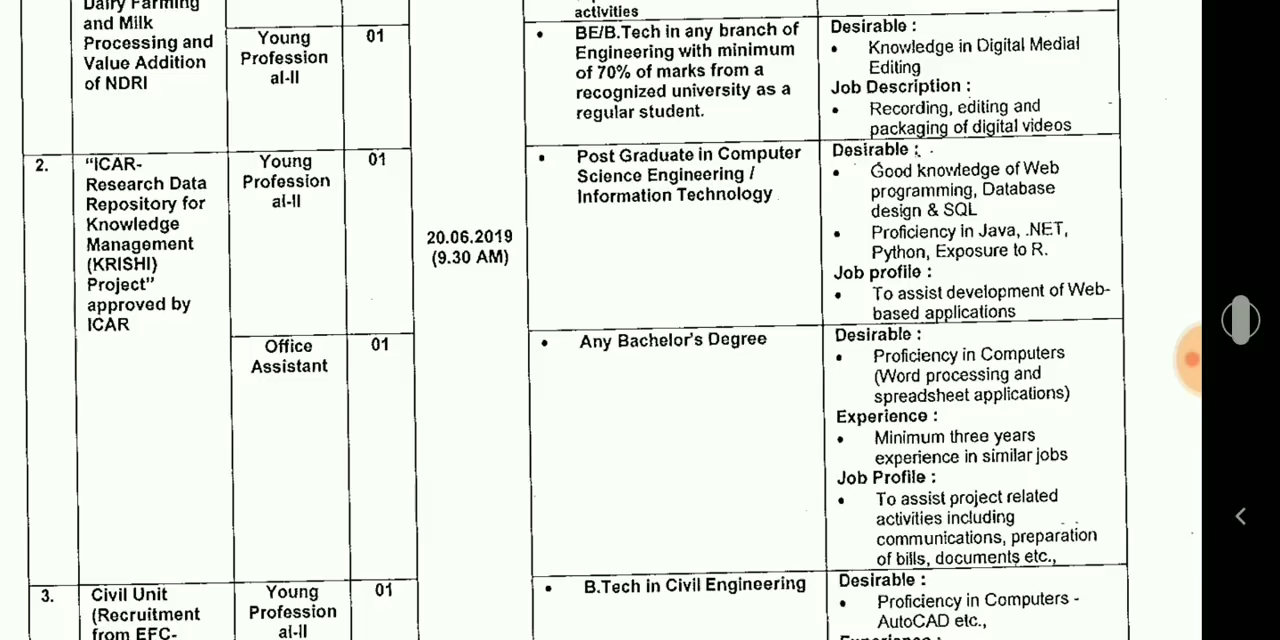 Dairy Farming
and Milk
Processing and
Value Addition
of NDRI
Young
Profession
al-II
01
activities
• BE/B.Tech in any branch of
Engineering with minimum
of 70% of marks from a
recognized university as a
regular student.
Desirable :
• Knowledge in Digital Medial
Editing
Job Description :
• Recording, editing and
packaging of digital videos
2.
“ICAR-
Research Data
Repository for
Knowledge
Management
(KRISHI)
Project”
approved by
ICAR
Young
Profession
al-II
01
20.06.2019
(9.30 AM)
• Post Graduate in Computer
Science Engineering /
Information Technology
Desirable :
• Good knowledge of Web
programming, Database
design & SQL
• Proficiency in Java, .NET,
Python, Exposure to R.
Job profile :
• To assist development of Web-
based applications
Office
Assistant
01
• Any Bachelor’s Degree
Desirable :
• Proficiency in Computers
(Word processing and
spreadsheet applications)
Experience :
• Minimum three years
experience in similar jobs
Job Profile :
• To assist project related
activities including
communications, preparation
of bills, documents etc.,
3.
Civil Unit
(Recruitment
from EFC-
Young
Profession
al-II
01
• B.Tech in Civil Engineering
Desirable :
• Proficiency in Computers -
AutoCAD etc.,